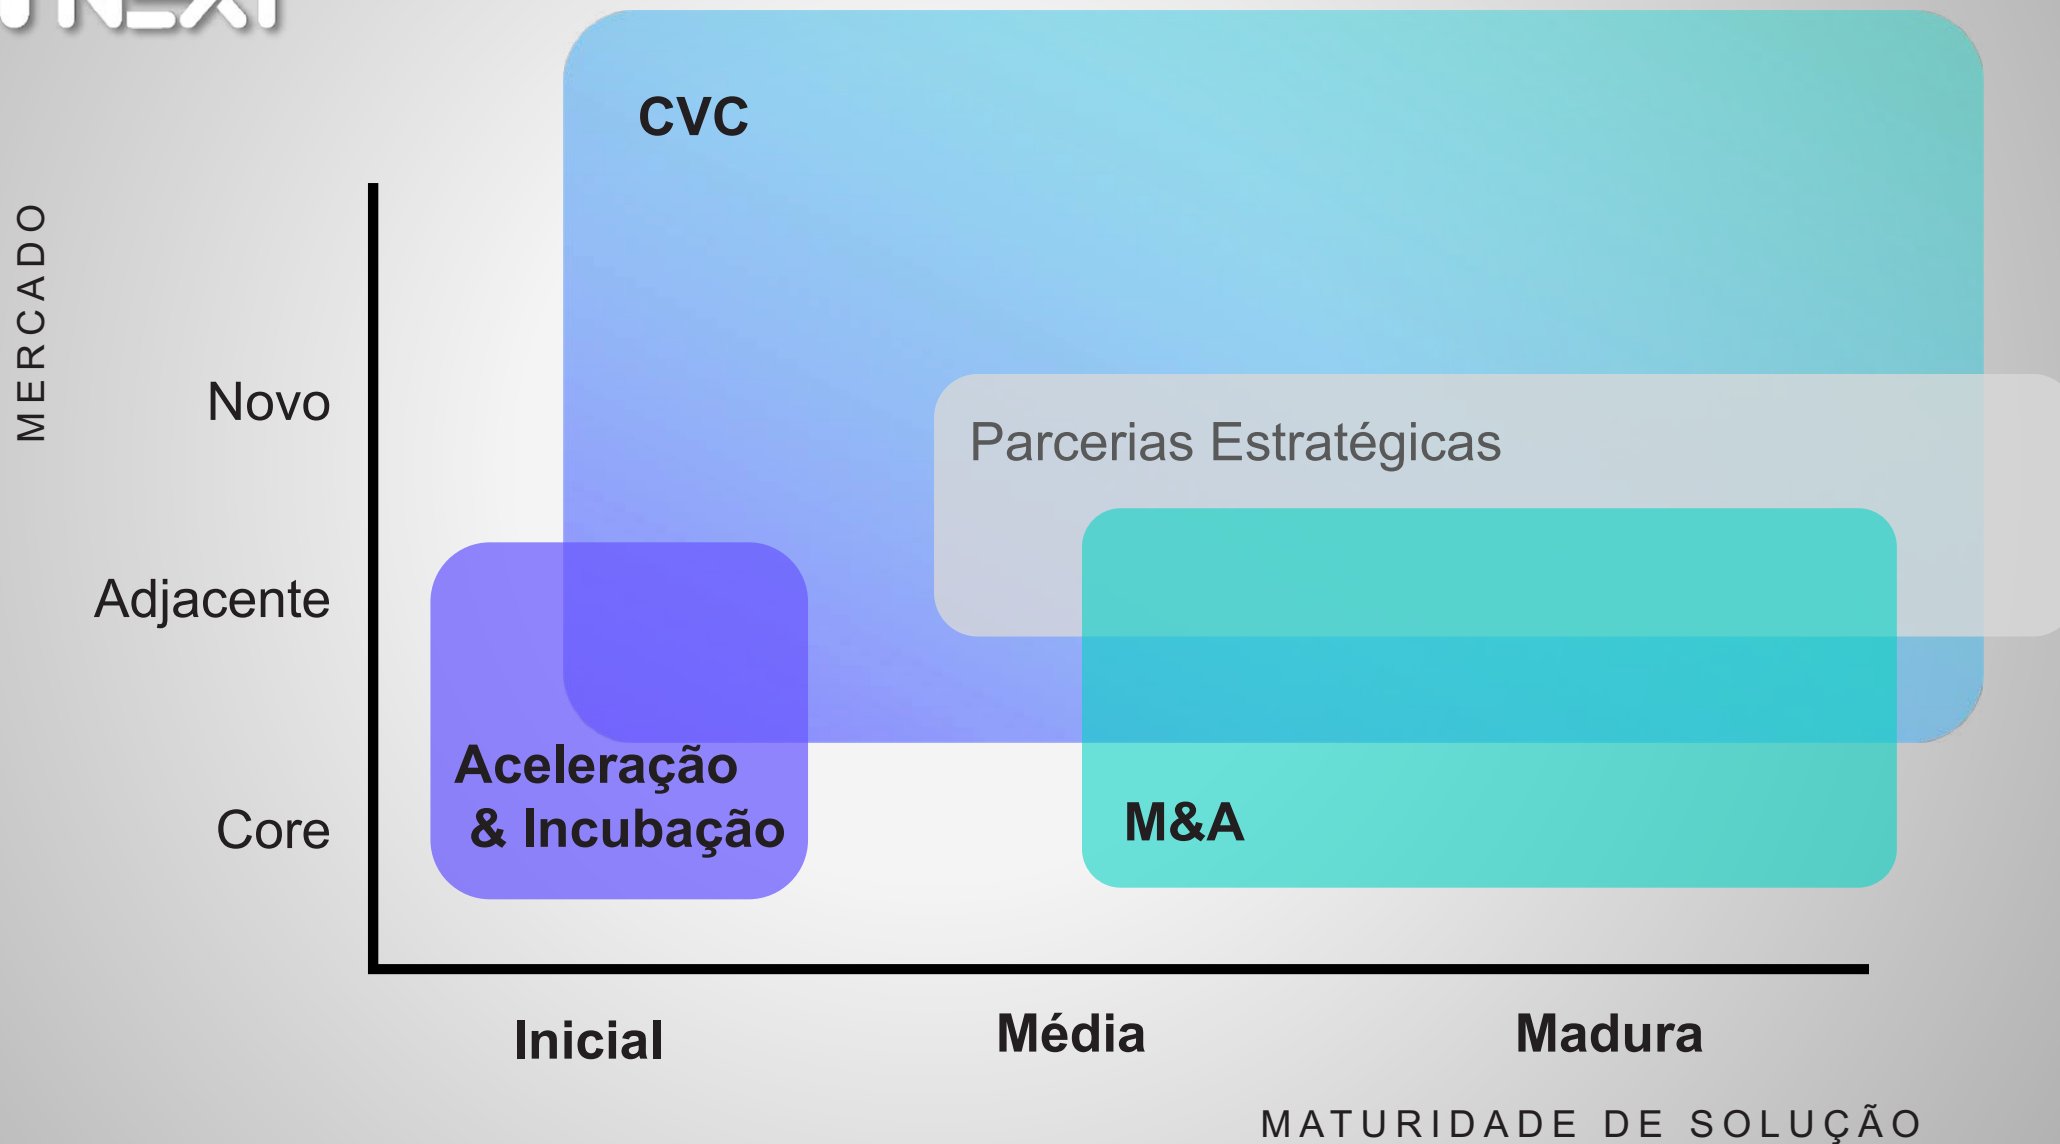 CVC
MERCADO
Novo
Parcerias Estratégicas
Adjacente
Aceleração
& Incubação
Core
M&A
Inicial
Média
Madura
MATURIDADE DE SOLUÇÃO